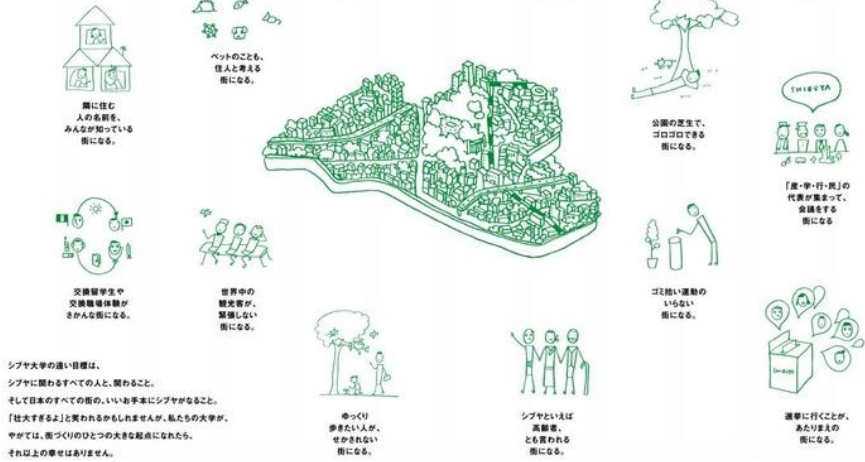 隣に住む
人の名前を、
みんなが知っている
街になる。
ペットのことも、
住人と考える
街になる。
公園の芝生で、
ゴロゴロできる
街になる。
SHIBUYA
「産・学・行・民」の
代表が集まって、
会議をする
街になる
交換留学生や
交換職場体験が
さかんな街になる。
世界中の
観光客が、
緊張しない
街になる。
ゴミ拾い運動の
いらない
街になる。
ゆっくり
歩きたい人が、
せかされない
街になる。
シブヤといえば
高齢者、
とも言われる
街になる。
選挙に行くことが、
あたりまえの
街になる。
シブヤ大学の遠い目標は、
シブヤに関わるすべての人と、関わること。
そして日本のすべての街の、いいお手本にシブヤがなること。
「壮大すぎるよ」と笑われるかもしれませんが、私たちの大学が、
やがては、街づくりのひとつの大きな起点になれたら、
それ以上の幸せはありません。